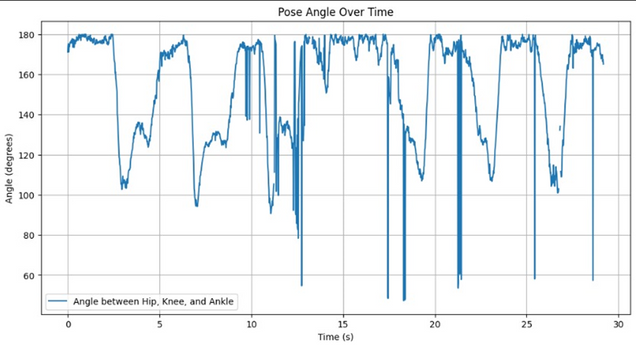 Pose Angle Over Time
Angle (degrees)
180
160
140
120
100
80
60
Angle between Hip, Knee, and Ankle
0 5 10 15 20 25 30
Time (s)